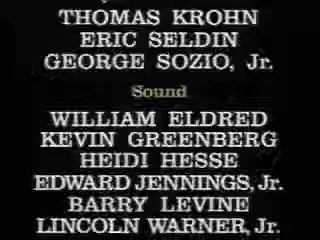 THOMAS KROHN
ERIC SELDIN
GEORGE SOZIO, Jr.
Sound
WILLIAM ELDRED
KEVIN GREENBERG
HEIDI HESSE
EDWARD JENNINGS, Jr.
BARRY LEVINE
LINCOLN WARNER, Jr.